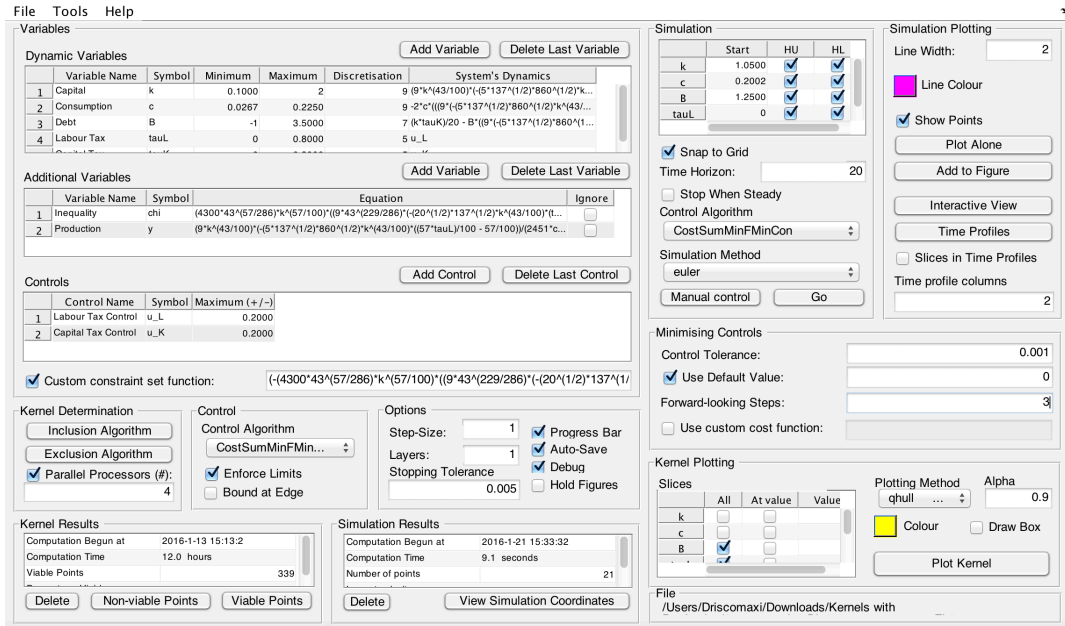 File Tools Help
Variables
Dynamic Variables
Add Variable
Delete Last Variable
Variable Name Symbol Minimum Maximum Discretisation System's Dynamics
1 Capital k 0.1000 2 9 (9*k^(43/100)*(-(5*137^(1/2)*860^(1/2)*k...
2 Consumption c 0.0267 0.2250 9 -2*c*((9*(-(5*137^(1/2)*860^(1/2)*k^(43/...
3 Debt B -1 3.5000 7 (k*tauK)/20 - B*((9*(-(5*137^(1/2)*860^(1...
4 Labour Tax tauL 0 0.8000 5 u_L
Additional Variables
Add Variable
Delete Last Variable
Variable Name Symbol Equation Ignore
1 Inequality chi (4300*43^(57/286)*k^(57/100)*((9*43^(229/286)*(-(20^(1/2)*137^(1/2)*k^(43/100)*(t...
2 Production y (9*k^(43/100)*(-(5*137^(1/2)*860^(1/2)*k^(43/100)*((57*tauL)/100 - 57/100))/(2451*c...
Controls
Add Control
Delete Last Control
Control Name Symbol Maximum (+/-)
1 Labour Tax Control u_L 0.2000
2 Capital Tax Control u_K 0.2000
Custom constraint set function: (-(4300*43^(57/286)*k^(57/100)*((9*43^(229/286)*(-(20^(1/2)*137^(1/
Kernel Determination
Inclusion Algorithm
Exclusion Algorithm
Parallel Processors (#):
4
Control
Control Algorithm
CostSumMinFMin...
Enforce Limits
Bound at Edge
Options
Step-Size: 1
Layers: 1
Stopping Tolerance
0.005
Progress Bar
Auto-Save
Debug
Hold Figures
Kernel Results
Computation Begun at 2016-1-13 15:13:2
Computation Time 12.0 hours
Viable Points 339
Delete
Non-viable Points
Viable Points
Simulation Results
Computation Begun at 2016-1-21 15:33:32
Computation Time 9.1 seconds
Number of points 21
Delete
View Simulation Coordinates
Simulation
Start HU HL
k 1.0500
c 0.2002
B 1.2500
tauL 0
Snap to Grid
Time Horizon: 20
Stop When Steady
Control Algorithm
CostSumMinFMinCon
Simulation Method
euler
Manual control
Go
Simulation Plotting
Line Width: 2
Line Colour
Show Points
Plot Alone
Add to Figure
Interactive View
Time Profiles
Slices in Time Profiles
Time profile columns
2
Minimising Controls
Control Tolerance: 0.001
Use Default Value: 0
Forward-looking Steps: 3
Use custom cost function:
Kernel Plotting
Slices
All At value Value
k
c
B
Plotting Method
qhull ...
Alpha
0.9
Colour
Draw Box
Plot Kernel
File
/Users/Driscomaxi/Downloads/Kernels with